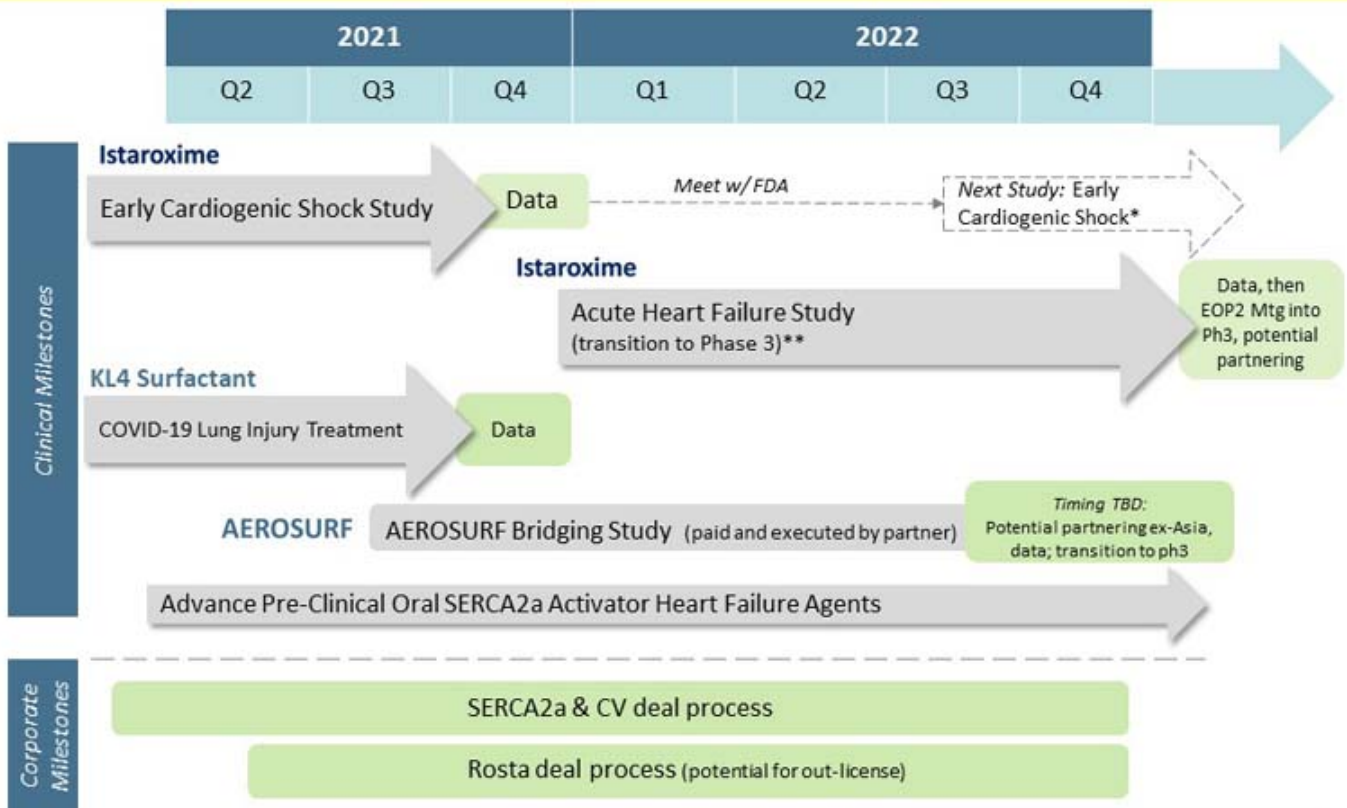 2021
2022
Q2
Q3
Q4
Q1
Q2
Q3
Q4
Clinical Milestones
Istaroxime
Early Cardiogenic Shock Study
Data
Meet w/ FDA
Next Study: Early
Cardiogenic Shock*
Istaroxime
Acute Heart Failure Study
(transition to Phase 3)**
Data, then
EOP2 Mtg into
Ph3, potential
partnering
KL4 Surfactant
COVID-19 Lung Injury Treatment
Data
AEROSURF
AEROSURF Bridging Study (paid and executed by partner)
Timing TBD:
Potential partnering ex-Asia,
data; transition to ph3
Advance Pre-Clinical Oral SERCA2a Activator Heart Failure Agents
Corporate
Milestones
SERCA2a & CV deal process
Rosta deal process (potential for out-license)